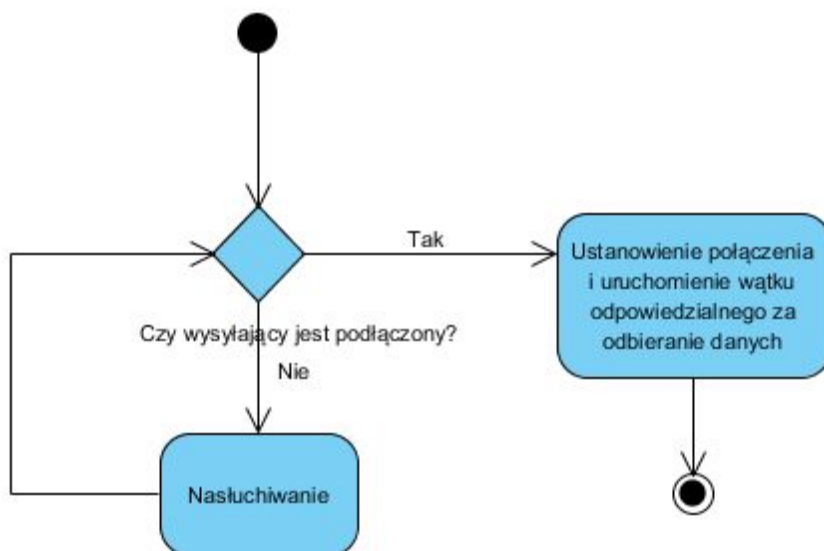 Tak
Ustanowienie połączenia
i uruchomienie wątku
odpowiedzialnego za
odbieranie danych
Czy wysyłający jest podłączony?
Nie
Nasłuchiwanie